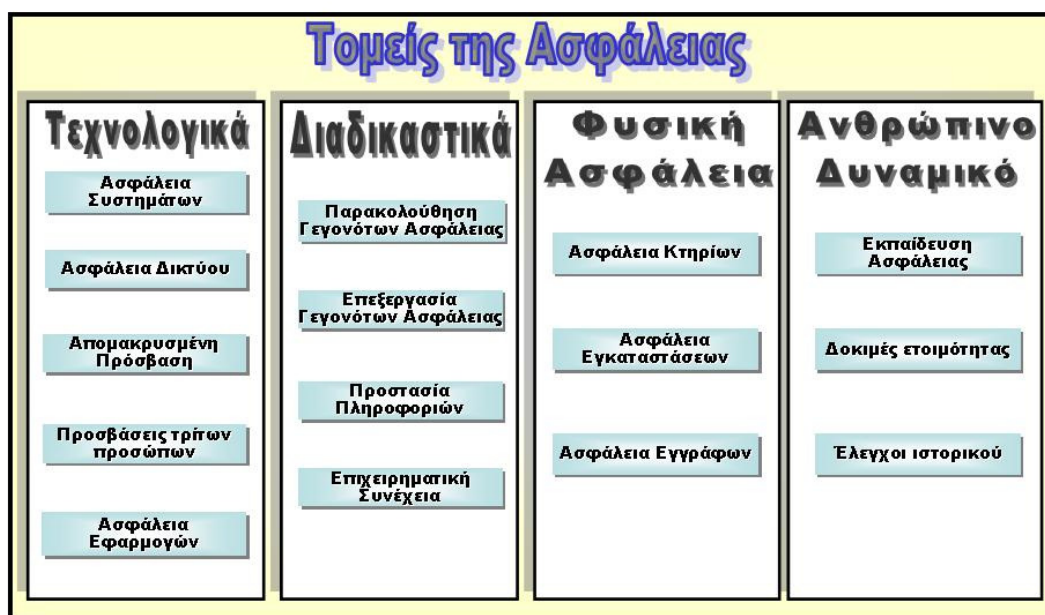 Τομείς της Ασφάλειας
Τεχνολογικά
Ασφάλεια
Συστημάτων
Ασφάλεια Δικτύου
Απομακρυσμένη
Πρόσβαση
Προσβάσεις τρίτων
προσώπων
Ασφάλεια
Εφαρμογών
Διαδικαστικά
Παρακολούθηση
Γεγονότων Ασφάλειας
Επεξεργασία
Γεγονότων Ασφάλειας
Προστασία
Πληροφοριών
Επιχειρηματική
Συνέχεια
Φυσική
Ασφάλεια
Ασφάλεια Κτηρίων
Ασφάλεια
Εγκαταστάσεων
Ασφάλεια Εγγράφων
Ανθρώπινο
Δυναμικό
Εκπαίδευση
Ασφάλειας
Δοκιμές ετοιμότητας
Έλεγχοι ιστορικού